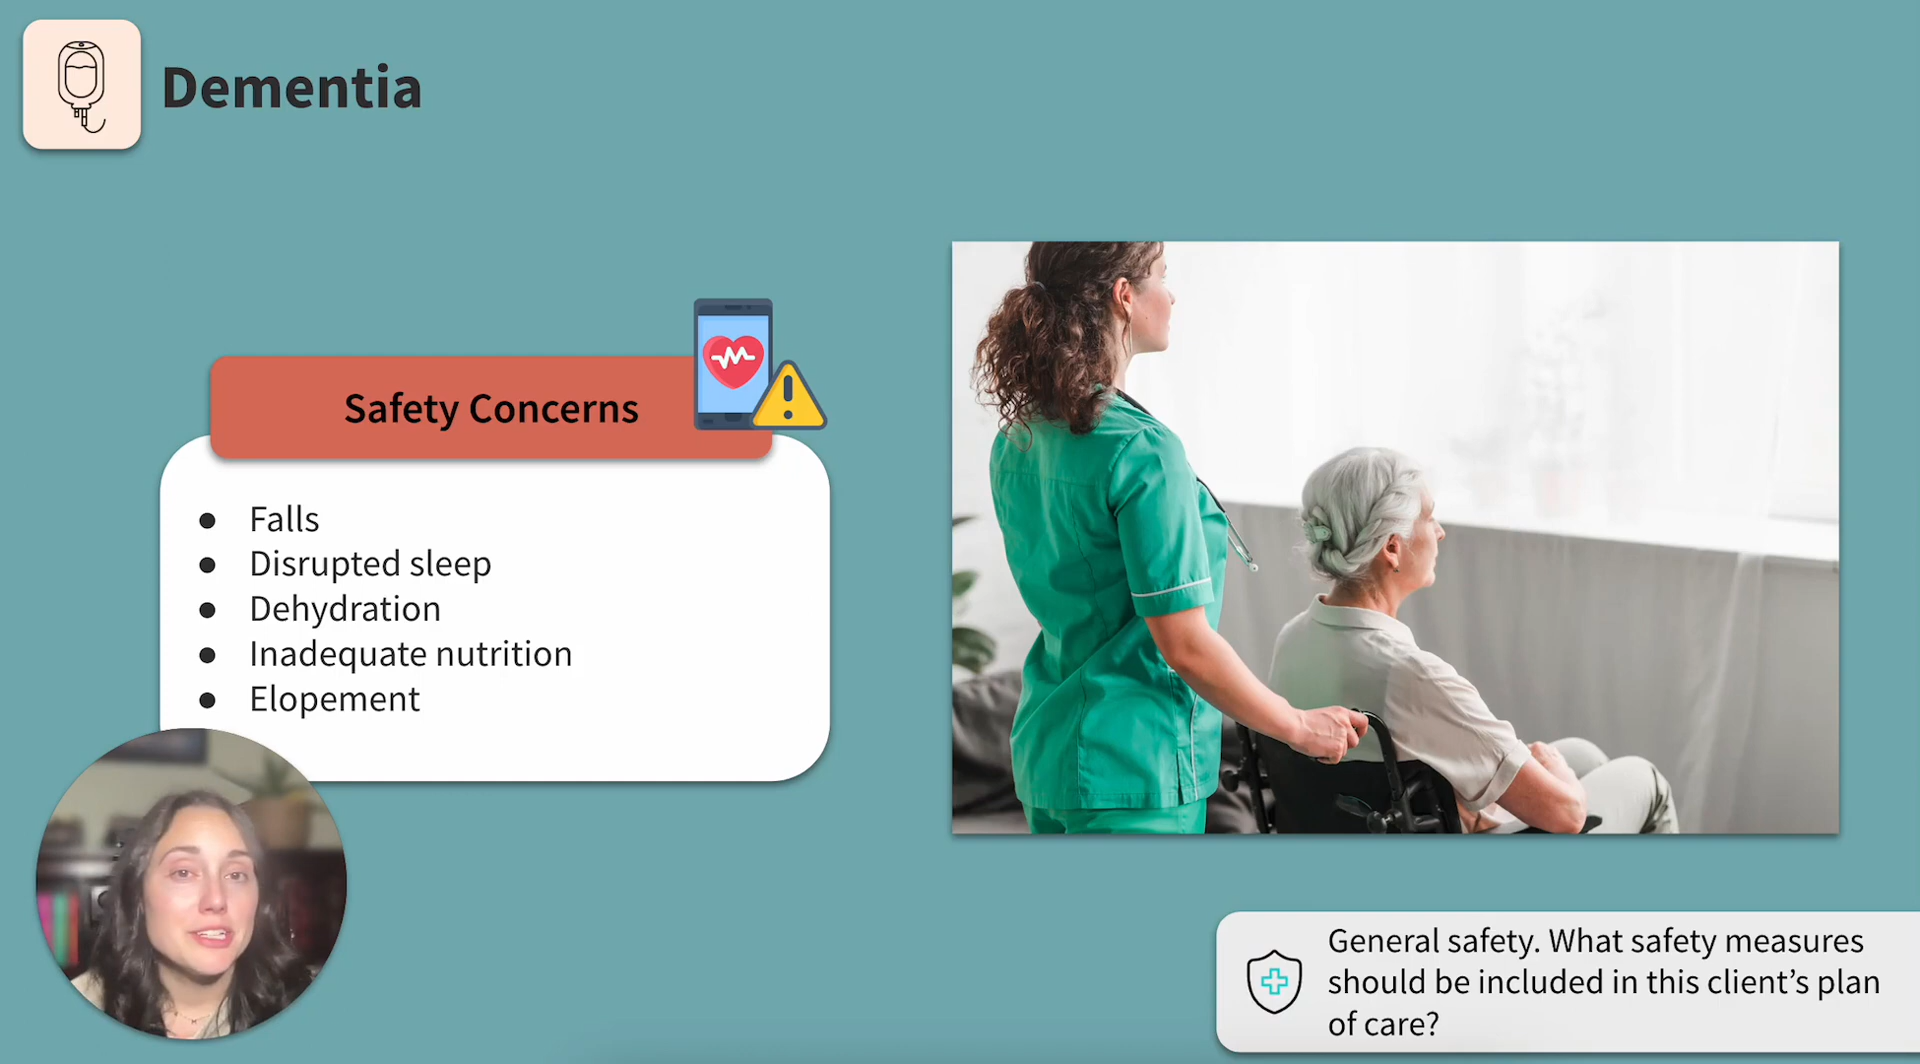 Dementia
Safety Concerns
● Falls
● Disrupted sleep
● Dehydration
● Inadequate nutrition
● Elopement
General safety. What safety measures
should be included in this client’s plan
of care?